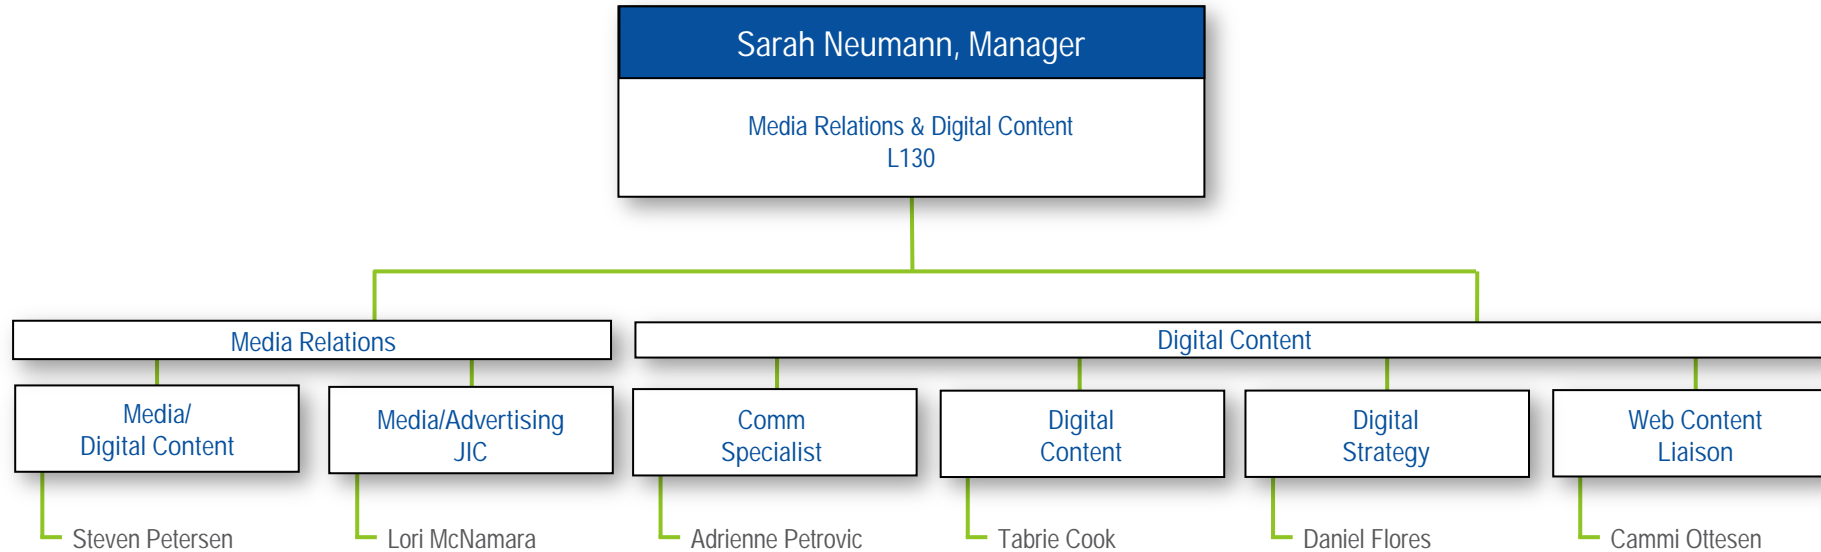 Sarah Neumann, Manager
Media Relations & Digital Content
L130
Media Relations
Digital Content
Media/
Digital Content
Media/Advertising
JIC
Comm
Specialist
Digital
Content
Digital
Strategy
Web Content
Liaison
Steven Petersen
Lori McNamara
Adrienne Petrovic
Tabrie Cook
Daniel Flores
Cammi Ottesen